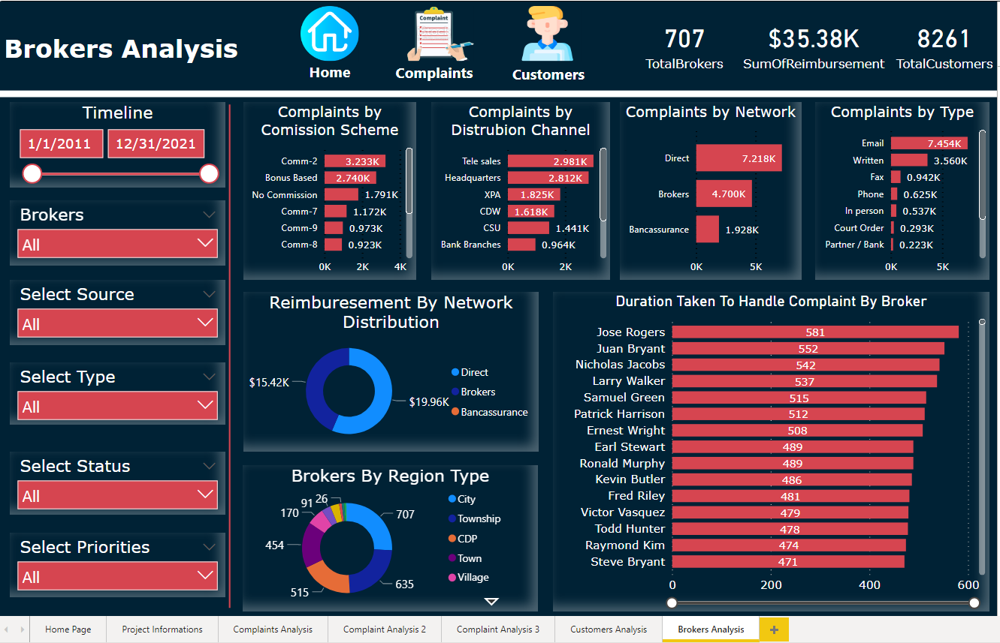 Brokers Analysis
Home
Complaint
Complaints
Customers
707
TotalBrokers
$35.38K
SumOfReimbursement
8261
TotalCustomers
Timeline
1/1/2011
12/31/2021
Brokers
All
Select Source
All
Select Type
All
Select Status
All
Select Priorities
All
Complaints by
Comission Scheme
Comm-2 3.233K
Bonus Based 2.740K
No Commission 1.791K
Comm-7 1.172K
Comm-9 0.973K
Comm-8 0.923K
0K 2K 4K
Complaints by
Distrubion Channel
Tele sales 2.981K
Headquarters 2.812K
XPA 1.825K
CDW 1.618K
CSU 1.441K
Bank Branches 0.964K
0K 2K
Complaints by Network
Direct 7.218K
Brokers 4.700K
Bancassurance 1.928K
0K 5K
Complaints by Type
Email 7.454K
Written 3.560K
Fax 0.942K
Phone 0.625K
In person 0.537K
Court Order 0.293K
Partner / Bank 0.223K
0K 5K
Reimburesement By Network
Distribution
$15.42K
$19.96K
Direct
Brokers
Bancassurance
Brokers By Region Type
91 26
170
454
515
707
635
City
Township
CDP
Town
Village
Duration Taken To Handle Complaint By Broker
Jose Rogers 581
Juan Bryant 552
Nicholas Jacobs 542
Larry Walker 537
Samuel Green 515
Patrick Harrison 512
Ernest Wright 508
Earl Stewart 489
Ronald Murphy 489
Kevin Butler 486
Fred Riley 481
Victor Vasquez 479
Todd Hunter 478
Raymond Kim 474
Steve Bryant 471
0 200 400 600
Home Page
Project Informations
Complaints Analysis
Complaint Analysis 2
Complaint Analysis 3
Customers Analysis
Brokers Analysis
+